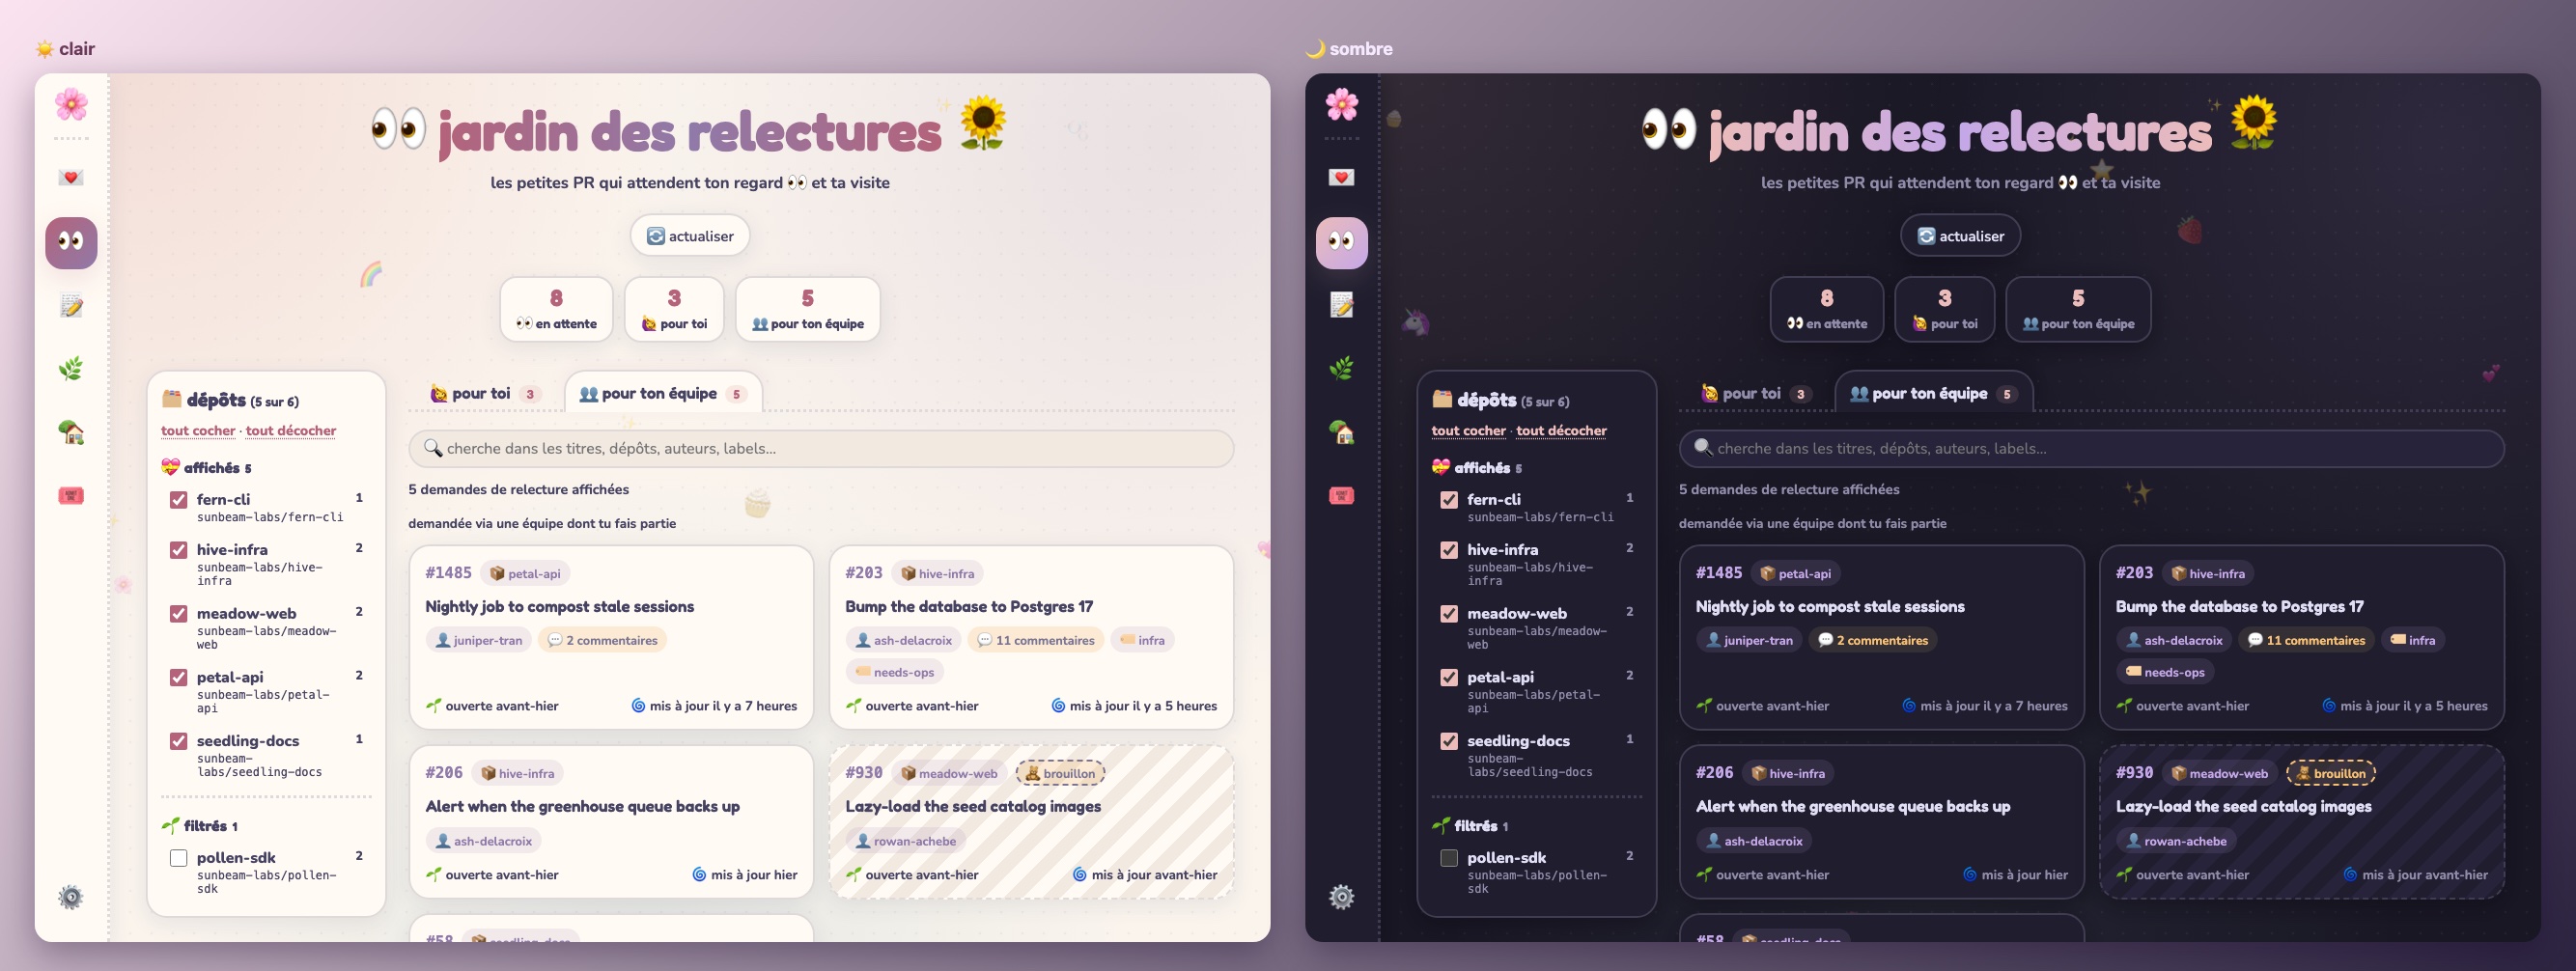 clair
jardin des relectures
les petites PR qui attendent ton regard 👀 et ta visite
actualiser
8
en attente
3
pour toi
5
pour ton équipe
dépôts (5 sur 6)
tout cocher · tout décocher
affichés 5
fern-cli 1
sunbeam-labs/fern-cli
hive-infra 2
sunbeam-labs/hive-
infra
meadow-web 2
sunbeam-labs/meadow-
web
petal-api 2
sunbeam-labs/petal-
api
seedling-docs 1
sunbeam-
labs/seedling-docs
filtrés 1
pollen-sdk 2
sunbeam-labs/pollen-
sdk
pour toi 3
pour ton équipe 5
cherche dans les titres, dépôts, auteurs, labels...
5 demandes de relecture affichées
demandée via une équipe dont tu fais partie
#1485 petal-api
Nightly job to compost stale sessions
juniper-tran 2 commentaires
ouverte avant-hier mis à jour il y a 7 heures
#203 hive-infra
Bump the database to Postgres 17
ash-delacroix 11 commentaires infra
needs-ops
ouverte avant-hier mis à jour il y a 5 heures
#206 hive-infra
Alert when the greenhouse queue backs up
ash-delacroix
ouverte avant-hier mis à jour hier
#930 meadow-web brouillon
Lazy-load the seed catalog images
rowan-achebe
ouverte avant-hier mis à jour avant-hier
#58 seedling-docs
sombre
jardin des relectures
les petites PR qui attendent ton regard 👀 et ta visite
actualiser
8
en attente
3
pour toi
5
pour ton équipe
dépôts (5 sur 6)
tout cocher · tout décocher
affichés 5
fern-cli 1
sunbeam-labs/fern-cli
hive-infra 2
sunbeam-labs/hive-
infra
meadow-web 2
sunbeam-labs/meadow-
web
petal-api 2
sunbeam-labs/petal-
api
seedling-docs 1
sunbeam-
labs/seedling-docs
filtrés 1
pollen-sdk 2
sunbeam-labs/pollen-
sdk
pour toi 3
pour ton équipe 5
cherche dans les titres, dépôts, auteurs, labels...
5 demandes de relecture affichées
demandée via une équipe dont tu fais partie
#1485 petal-api
Nightly job to compost stale sessions
juniper-tran 2 commentaires
ouverte avant-hier mis à jour il y a 7 heures
#203 hive-infra
Bump the database to Postgres 17
ash-delacroix 11 commentaires infra
needs-ops
ouverte avant-hier mis à jour il y a 5 heures
#206 hive-infra
Alert when the greenhouse queue backs up
ash-delacroix
ouverte avant-hier mis à jour hier
#930 meadow-web brouillon
Lazy-load the seed catalog images
rowan-achebe
ouverte avant-hier mis à jour avant-hier
#58 seedling-docs